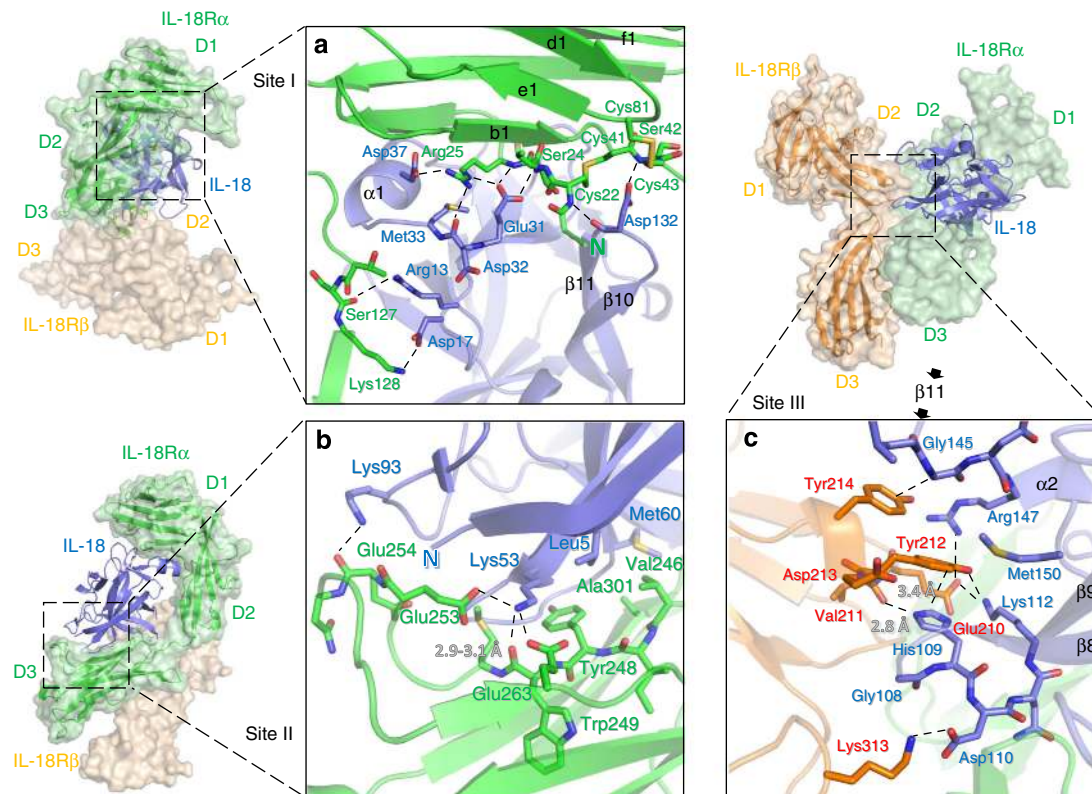 IL-18Rα
D1
Site I
D2
IL-18
D3
D2
D3
IL-18Rβ
D1
a
d1
f1
e1
Cys81
b1
Cys41
Ser42
Asp37
Arg25
Ser24
α1
Cys22
Cys43
Met33
Glu31
Asp132
N
Arg13
Asp32
β11
β10
Ser127
Asp17
Lys128
IL-18Rβ
IL-18Rα
D2
D2
D1
D1
IL-18
D3
D3
β11
Site III
IL-18Rα
D1
IL-18
D2
D3
Site II
IL-18Rβ
b
Lys93
Met60
N
Leu5
Glu254
Lys53
Val246
Ala301
Glu253
2.9-3.1 Å
Tyr248
Glu263
Trp249
c
Gly145
Tyr214
α2
Arg147
Tyr212
Asp213
Met150
3.4 Å
β9
Val211
Lys112
2.8 Å
Glu210
His109
β8
Gly108
Lys313
Asp110